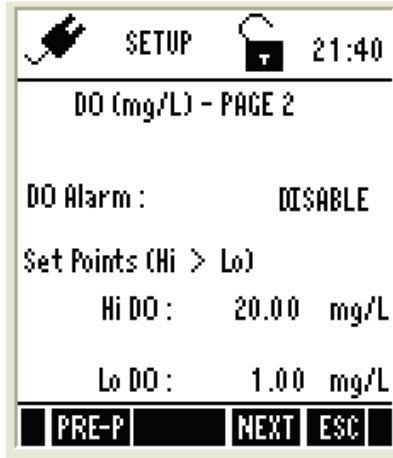 SETUP 21:40
DO (mg/L) - PAGE 2
DO Alarm : DISABLE
Set Points (Hi > Lo)
Hi DO : 20.00 mg/L
Lo DO : 1.00 mg/L
PRE-P NEXT ESC